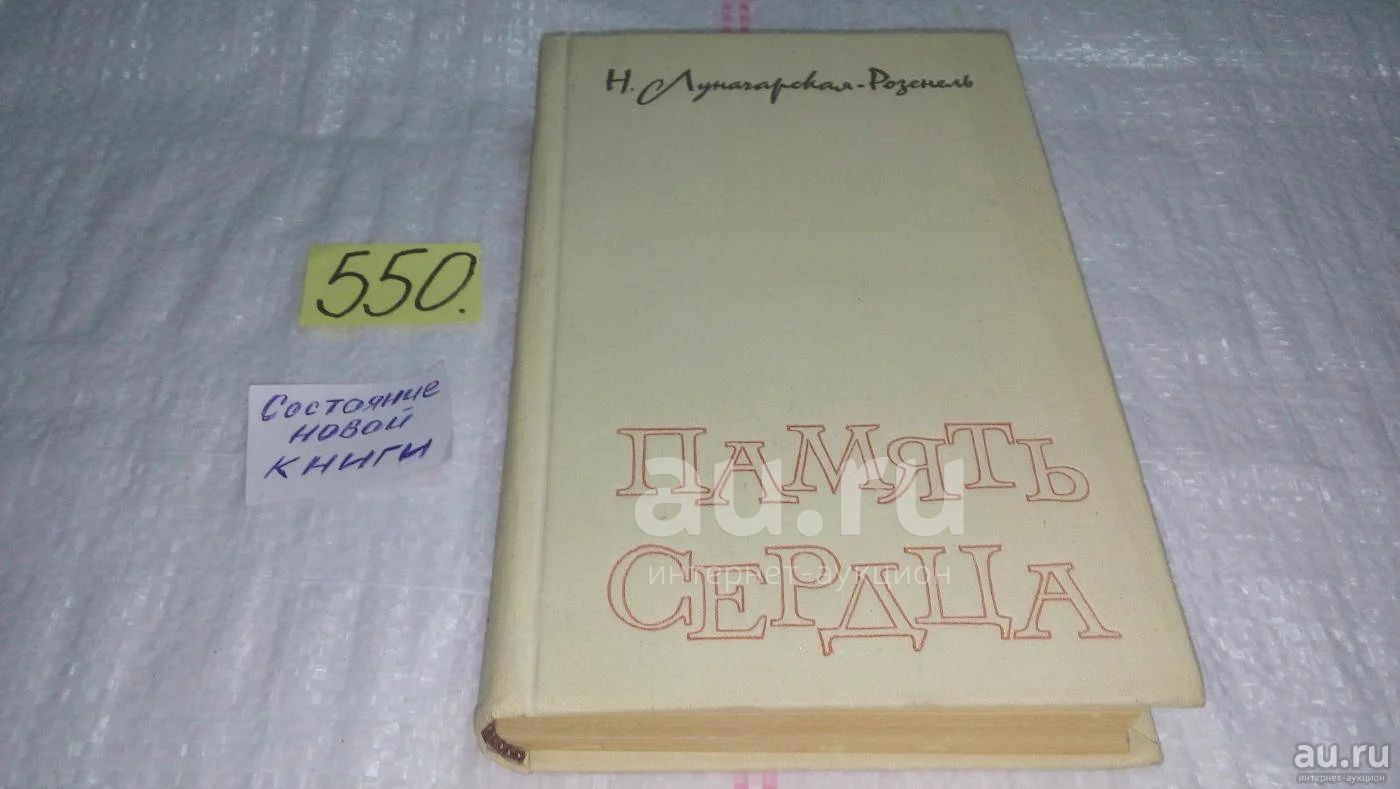 Н. Луначарская-Розенель
550.
Состояние
новой
книги
ПАМЯТЬ
au.ru
СЕРДЦА
интернет-аукцион
au.ru
интернет-аукцион